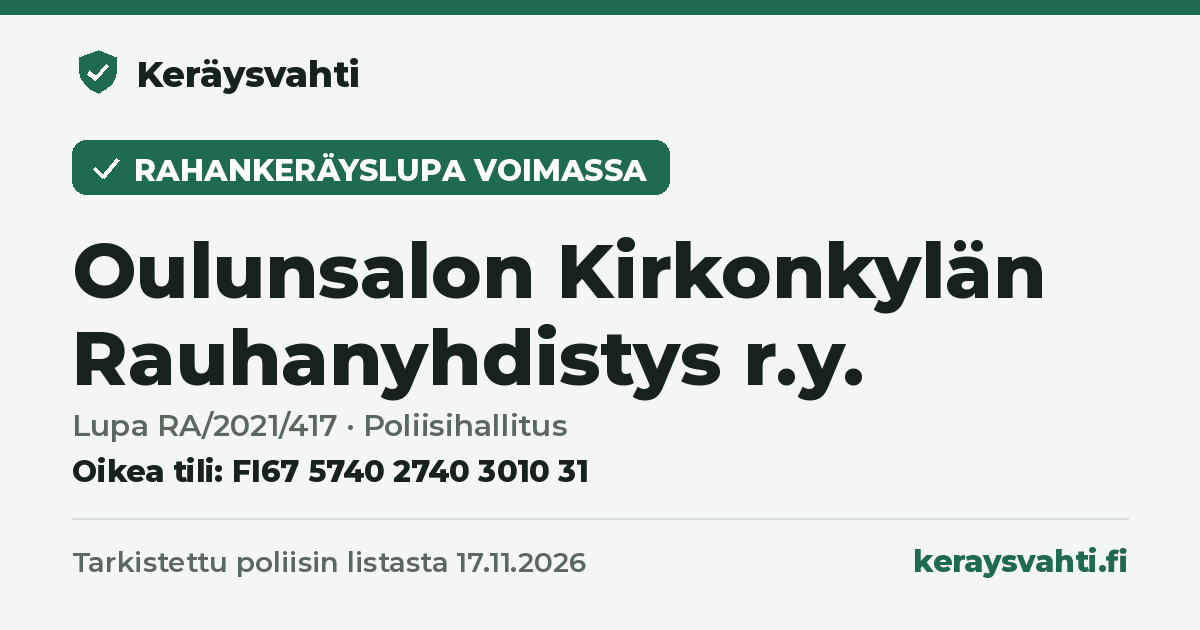 Keräysvahti
RAHANKERÄYSLUPA VOIMASSA
Oulunsalon Kirkonkylän
Rauhanyhdistys r.y.
Lupa RA/2021/417 · Poliisihallitus
Oikea tili: FI67 5740 2740 3010 31
Tarkistettu poliisin listasta 17.11.2026
keraysvahti.fi